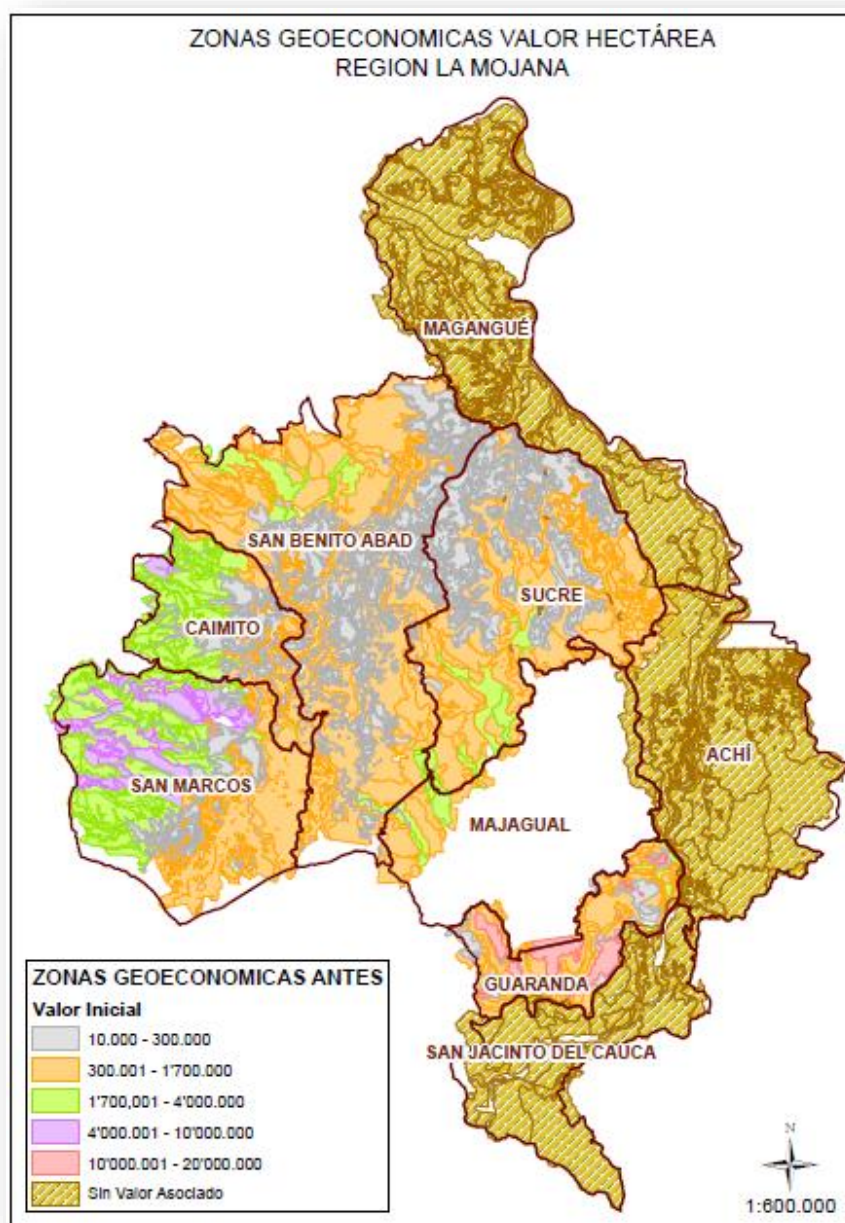 ZONAS GEOECONOMICAS VALOR HECTÁREA
REGION LA MOJANA
MAGANGUÉ
SAN BENITO ABAD
SUCRE
CAIMITO
ACHÍ
SAN MARCOS
MAJAGUAL
GUARANDA
SAN JACINTO DEL CAUCA
ZONAS GEOECONOMICAS ANTES
Valor Inicial
10.000 - 300.000
300.001 - 1'700.000
1'700,001 - 4'000.000
4'000.001 - 10'000.000
10'000.001 - 20'000.000
Sin Valor Asociado
N
1:600.000